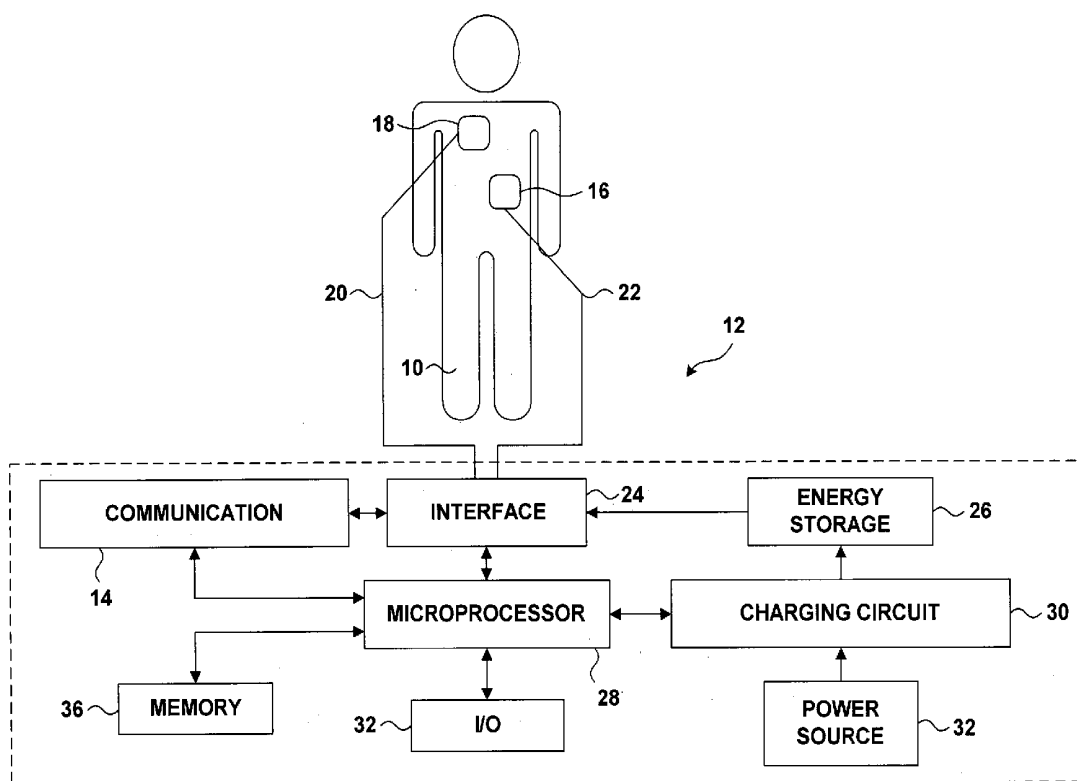 18
16
20
22
12
10
COMMUNICATION
INTERFACE
24
ENERGY
STORAGE
26
14
MICROPROCESSOR
CHARGING CIRCUIT
30
28
36
MEMORY
32
I/O
POWER
SOURCE
32